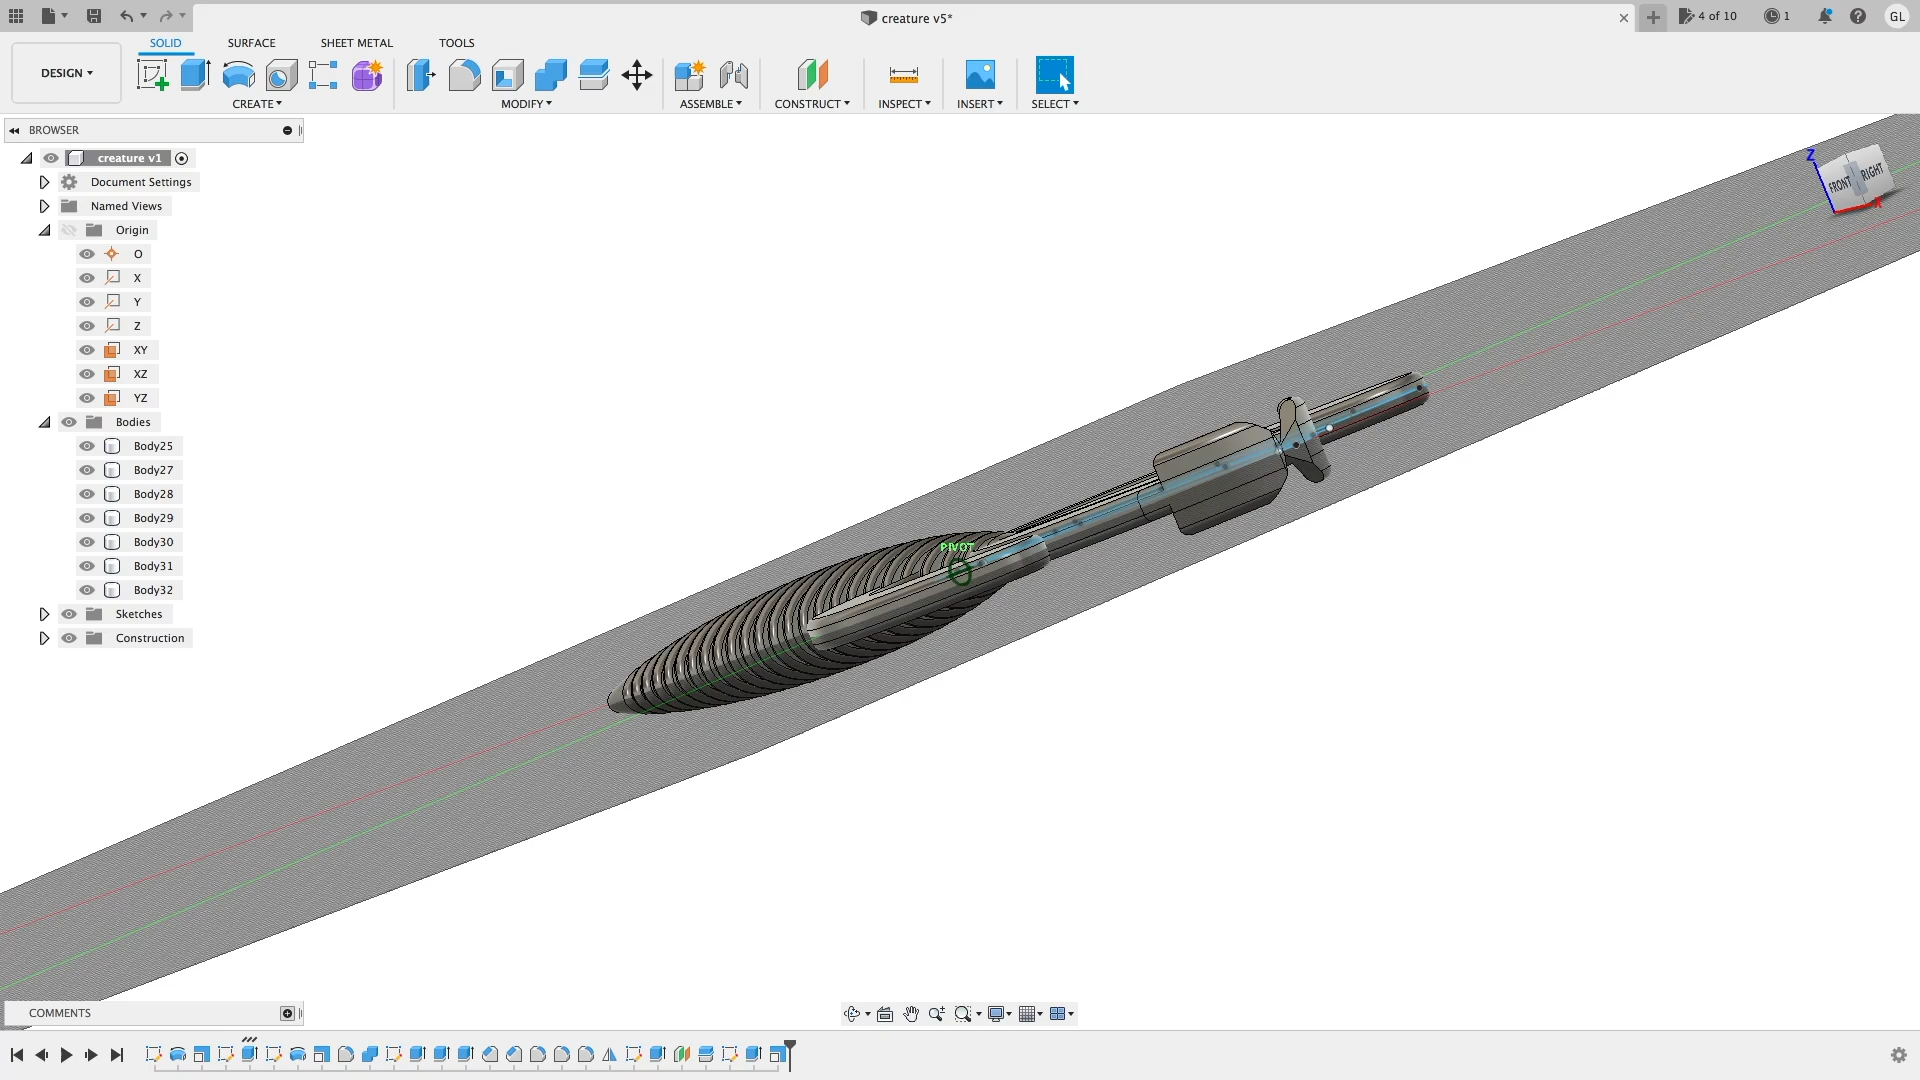 creature v5*
4 of 10
1
GL
SOLID
SURFACE
SHEET METAL
TOOLS
DESIGN
CREATE
MODIFY
ASSEMBLE
CONSTRUCT
INSPECT
INSERT
SELECT
BROWSER
creature v1
Document Settings
Named Views
Origin
O
X
Y
Z
XY
XZ
YZ
Bodies
Body25
Body27
Body28
Body29
Body30
Body31
Body32
Sketches
Construction
Z
FRONT
RIGHT
X
PIVOT
COMMENTS